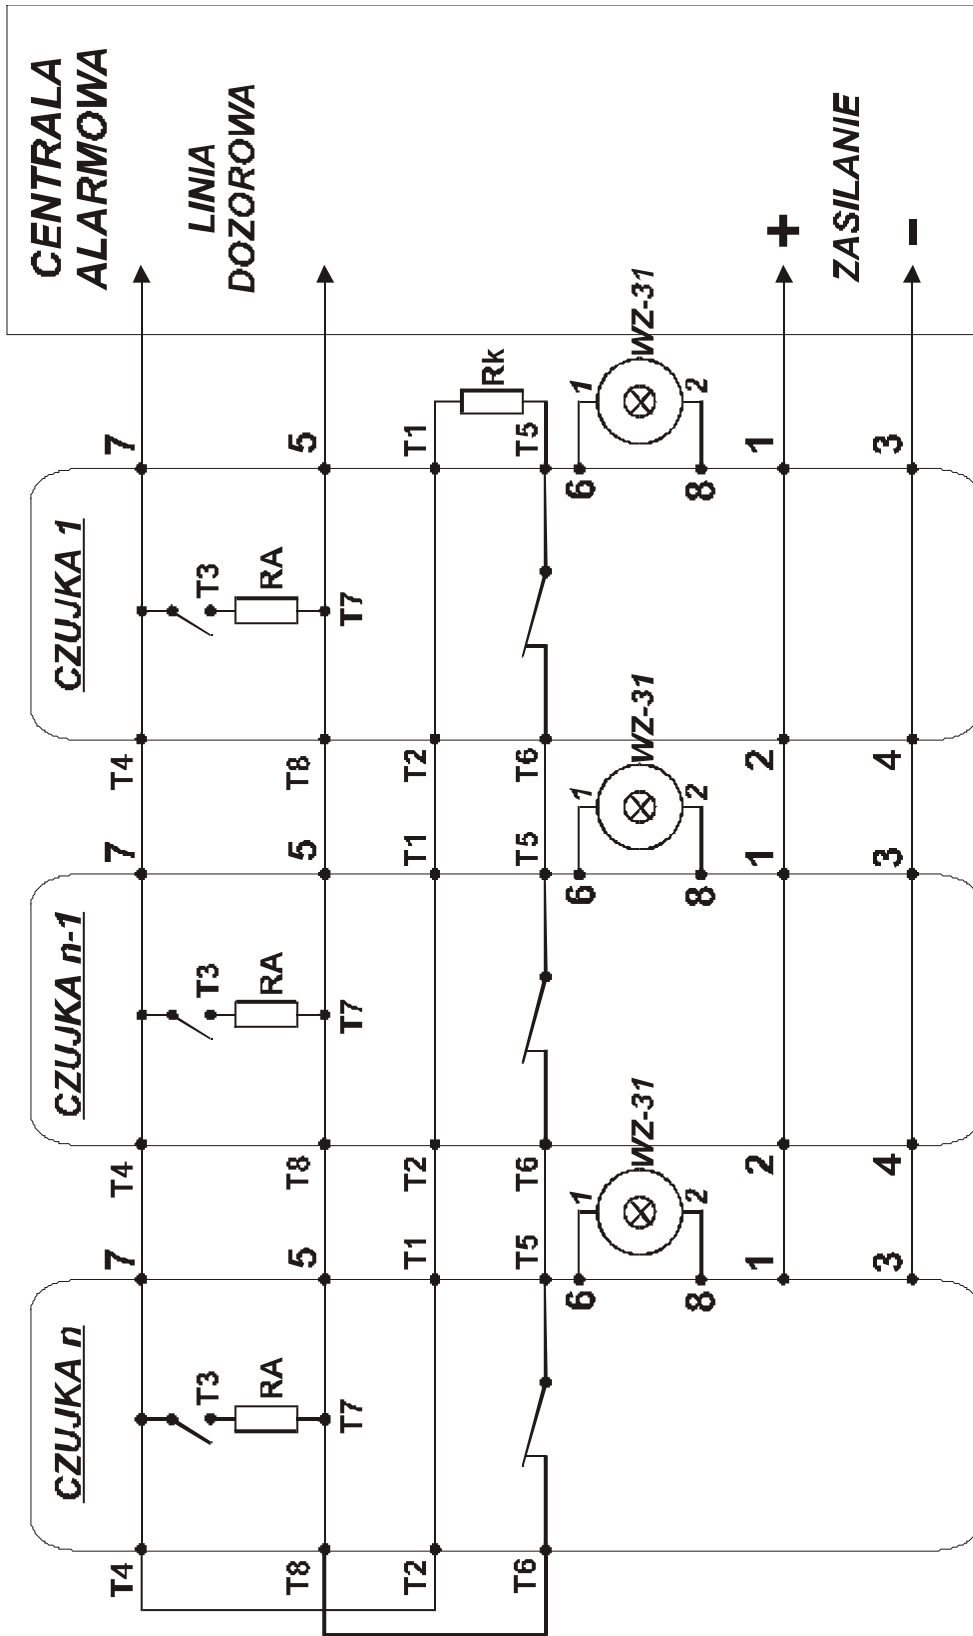 CZUJKA n
CZUJKA n-1
CZUJKA 1
CENTRALA
ALARMOWA
T4 7 T4 7 T4 7
T3 T3 T3
LINIA
DOZOROWA
RA RA RA
T8 5 T8 5 T8 5
T7 T7 T7
T2 T1 T2 T1 T2 T1
Rk
T6 T5 T6 T5 T6 T5
6 1 6 1 6 1
WZ-31 WZ-31 WZ-31
8 2 8 2 8 2
1 2 1 2 1 +
ZASILANIE
3 4 3 4 3 -